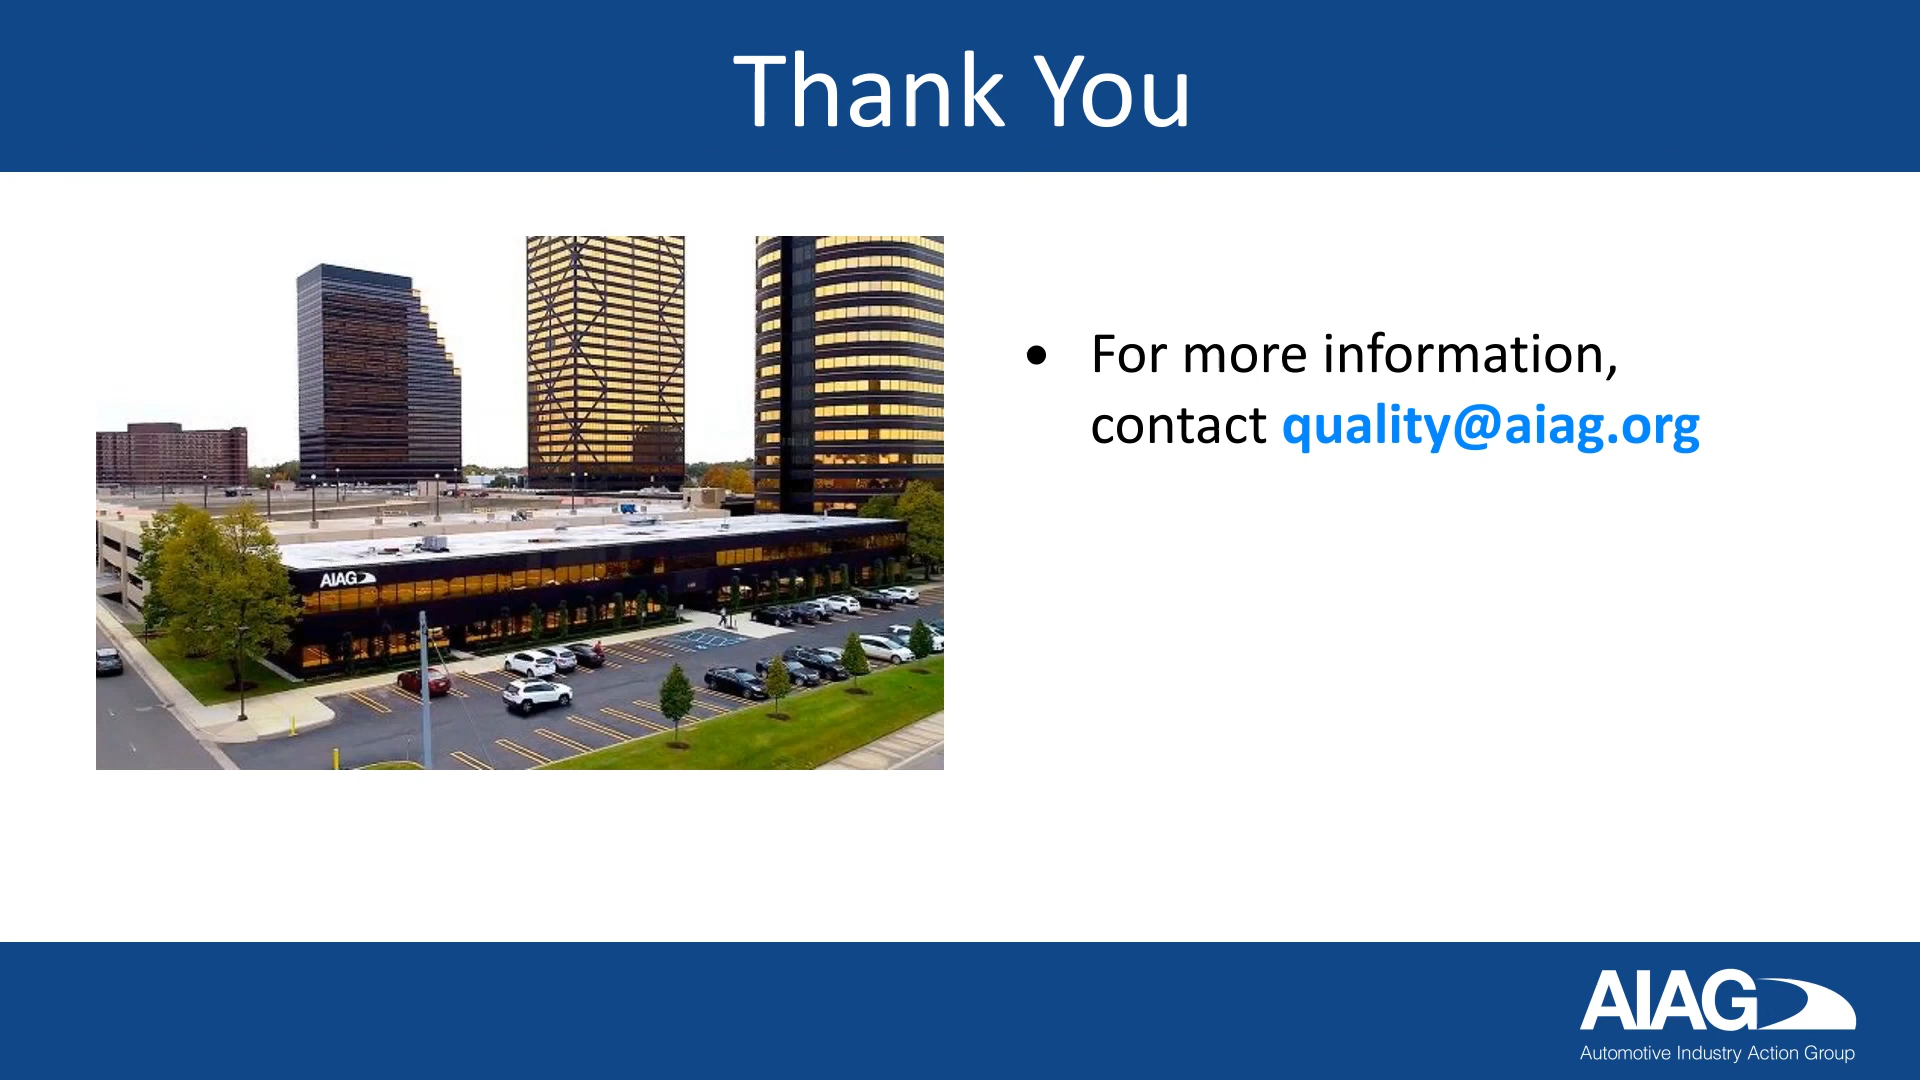 Thank You
AIAG
• For more information,
contact quality@aiag.org
AIAG
Automotive Industry Action Group